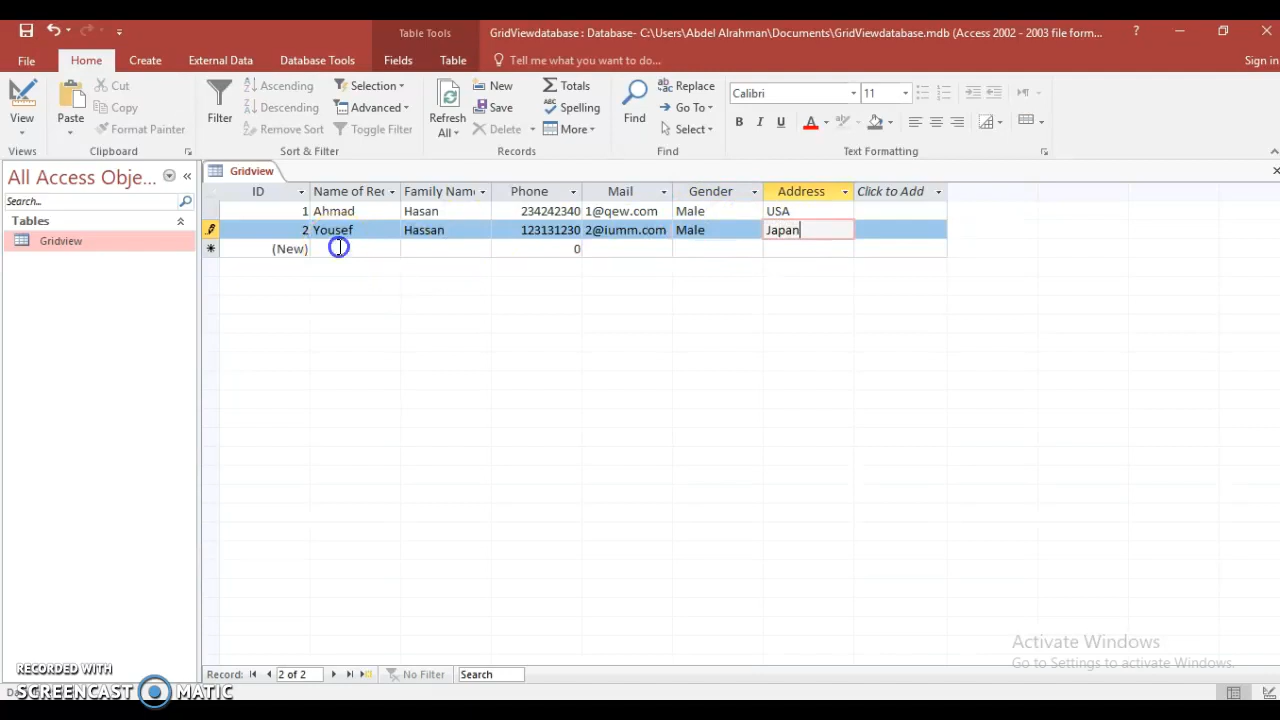 Table Tools
GridViewdatabase : Database- C:\Users\Abdel Alrahman\Documents\GridViewdatabase.mdb (Access 2002 - 2003 file form...
?
File
Home
Create
External Data
Database Tools
Fields
Table
Tell me what you want to do...
Sign in
View
Paste
Cut
Copy
Format Painter
Filter
Ascending
Descending
Remove Sort
Selection
Advanced
Toggle Filter
Refresh
All
New
Save
Delete
Totals
Spelling
More
Find
Replace
Go To
Select
Calibri
11
B I U A
Views
Clipboard
Sort & Filter
Records
Find
Text Formatting
All Access Obje...
Search...
Tables
Gridview
Gridview
ID Name of Rec Family Name Phone Mail Gender Address Click to Add
1 Ahmad Hasan 234242340 1@qew.com Male USA
2 Yousef Hassan 123131230 2@iumm.com Male Japan
(New) 0
Activate Windows
Go to Settings to activate Windows.
Record: 2 of 2 No Filter Search
RECORDED WITH
SCREENCAST MATIC